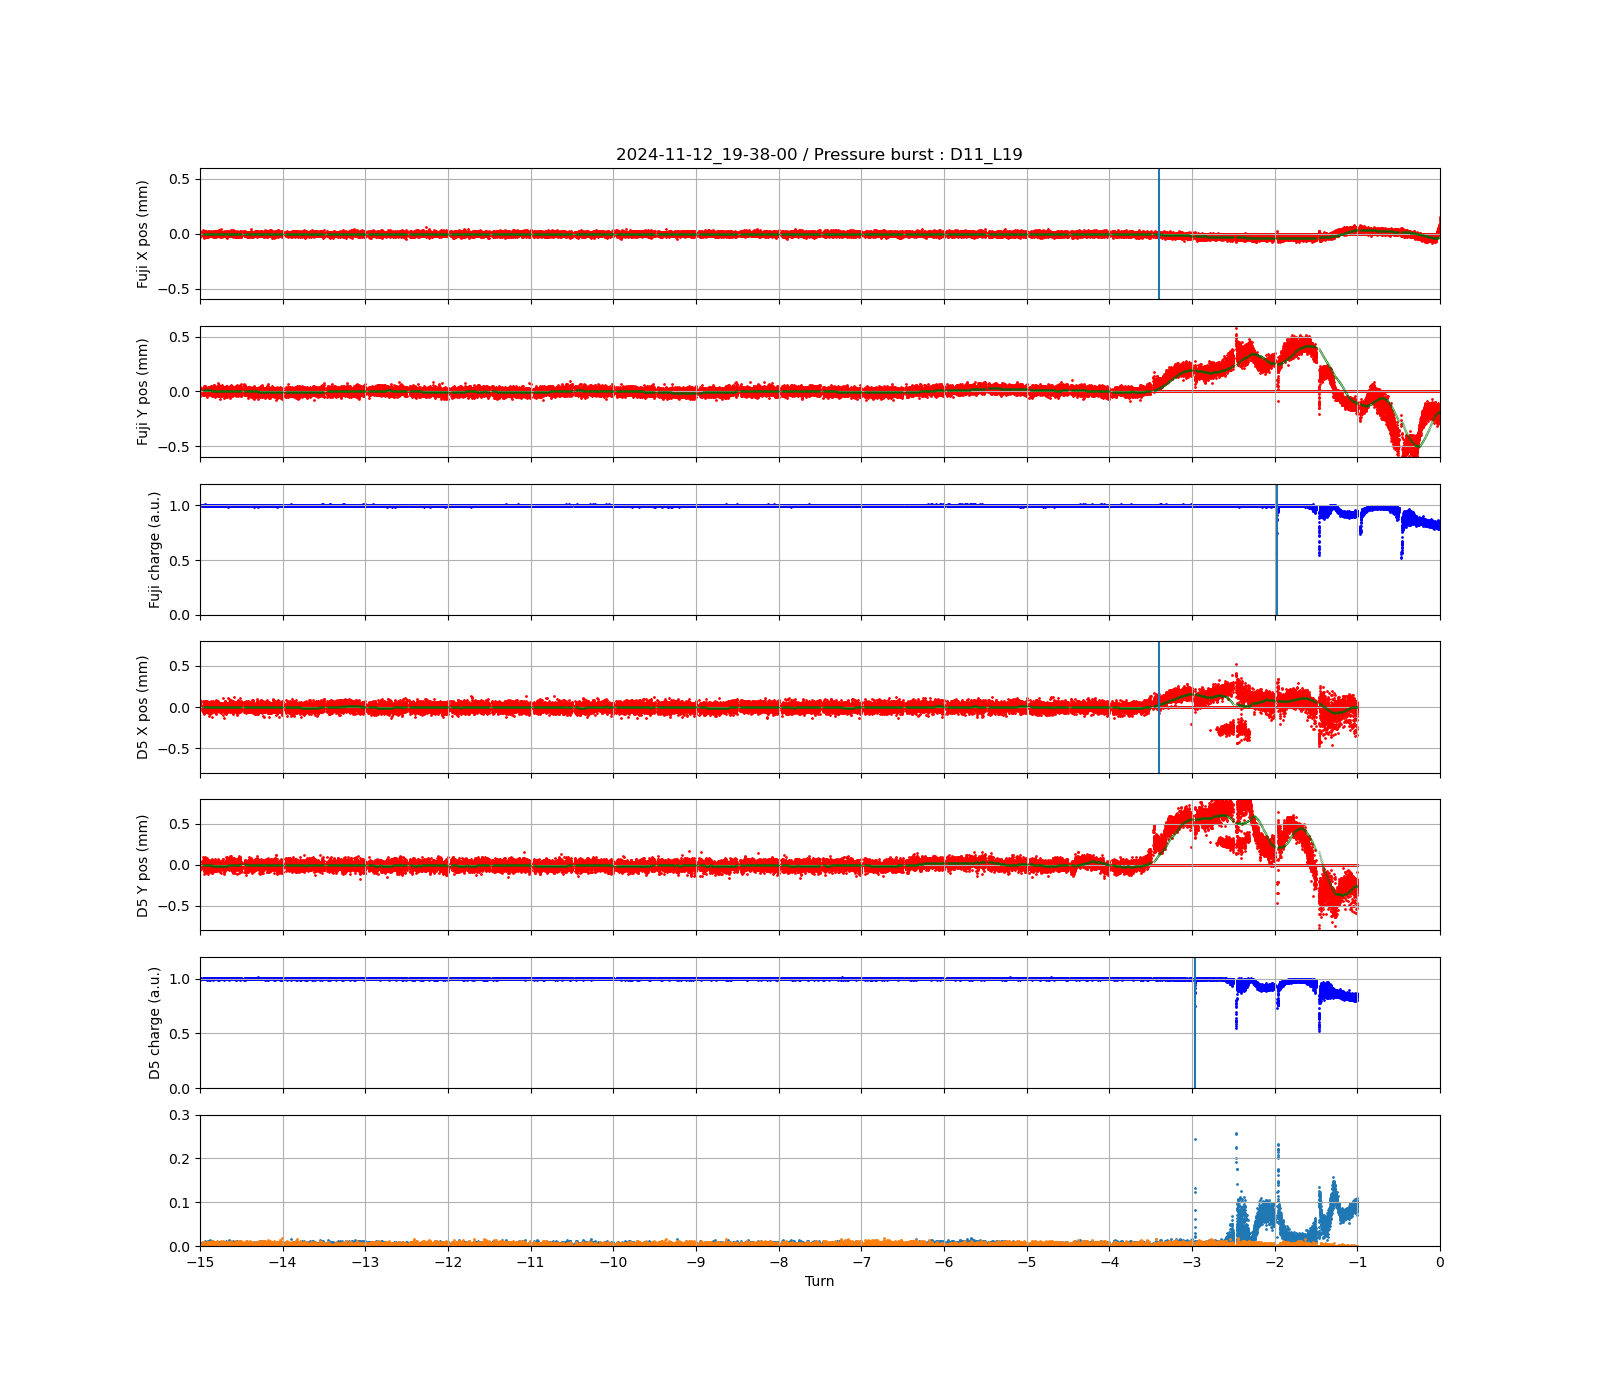 2024-11-12_19-38-00 / Pressure burst : D11_L19
Fuji X pos (mm)
0.5
0.0
−0.5
Fuji Y pos (mm)
0.5
0.0
−0.5
Fuji charge (a.u.)
1.0
0.5
0.0
D5 X pos (mm)
0.5
0.0
−0.5
D5 Y pos (mm)
0.5
0.0
−0.5
D5 charge (a.u.)
1.0
0.5
0.0
0.3
0.2
0.1
0.0
−15 −14 −13 −12 −11 −10 −9 −8 −7 −6 −5 −4 −3 −2 −1 0
Turn